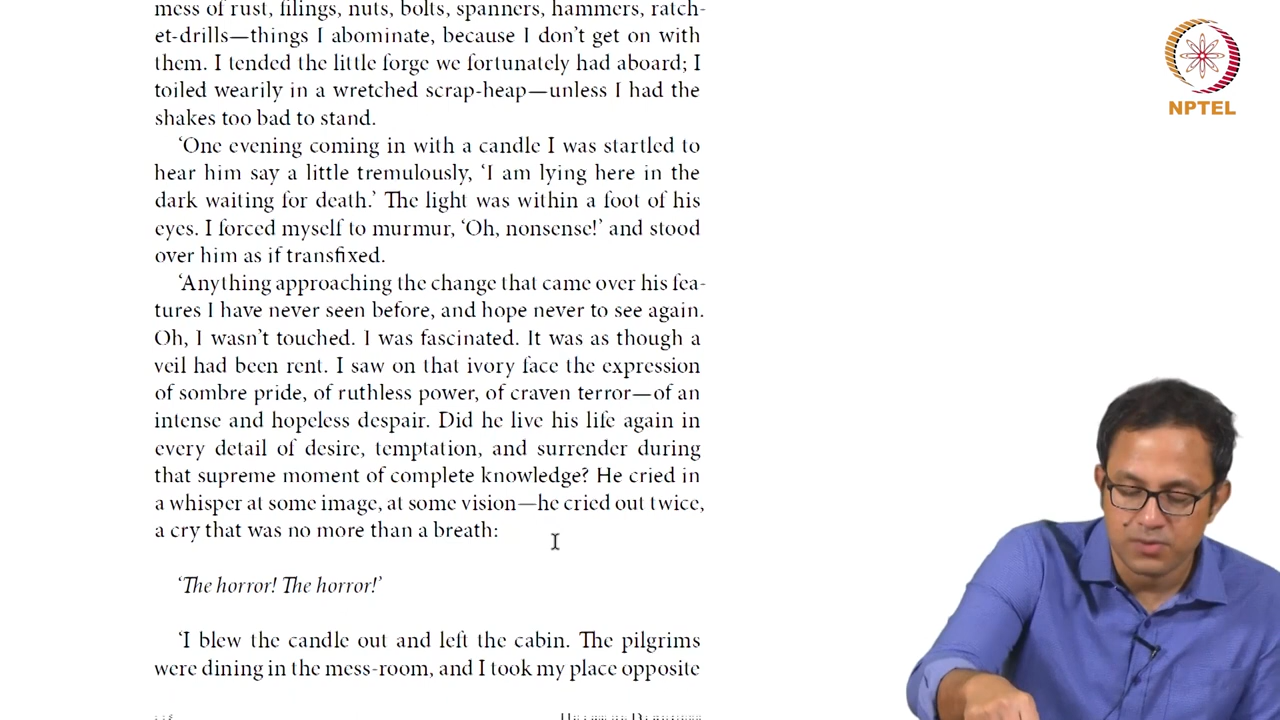 mess of rust, filings, nuts, bolts, spanners, hammers, ratch-
et-drills—things I abominate, because I don't get on with
them. I tended the little forge we fortunately had aboard; I
toiled wearily in a wretched scrap-heap—unless I had the
shakes too bad to stand.
‘One evening coming in with a candle I was startled to
hear him say a little tremulously, ‘I am lying here in the
dark waiting for death.’ The light was within a foot of his
eyes. I forced myself to murmur, ‘Oh, nonsense!’ and stood
over him as if transfixed.
‘Anything approaching the change that came over his fea-
tures I have never seen before, and hope never to see again.
Oh, I wasn’t touched. I was fascinated. It was as though a
veil had been rent. I saw on that ivory face the expression
of sombre pride, of ruthless power, of craven terror—of an
intense and hopeless despair. Did he live his life again in
every detail of desire, temptation, and surrender during
that supreme moment of complete knowledge? He cried in
a whisper at some image, at some vision—he cried out twice,
a cry that was no more than a breath:
‘The horror! The horror!’
‘I blew the candle out and left the cabin. The pilgrims
were dining in the mess-room, and I took my place opposite
NPTEL